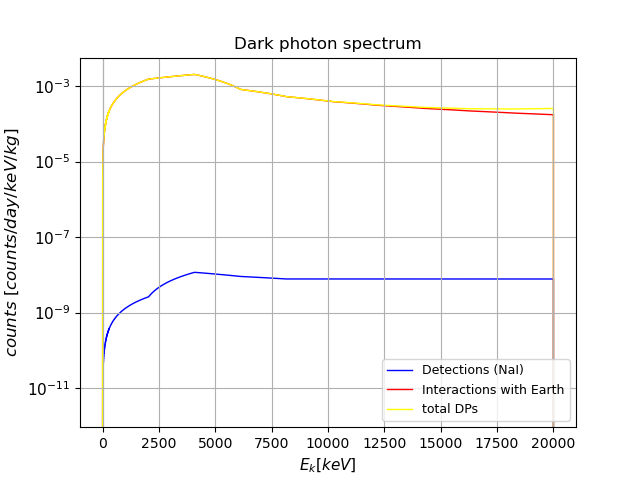 Dark photon spectrum
counts [counts/day/keV/kg]
10⁻³
10⁻⁵
10⁻⁷
10⁻⁹
10⁻¹¹
Detections (NaI)
Interactions with Earth
total DPs
0 2500 5000 7500 10000 12500 15000 17500 20000
Eₖ[keV]